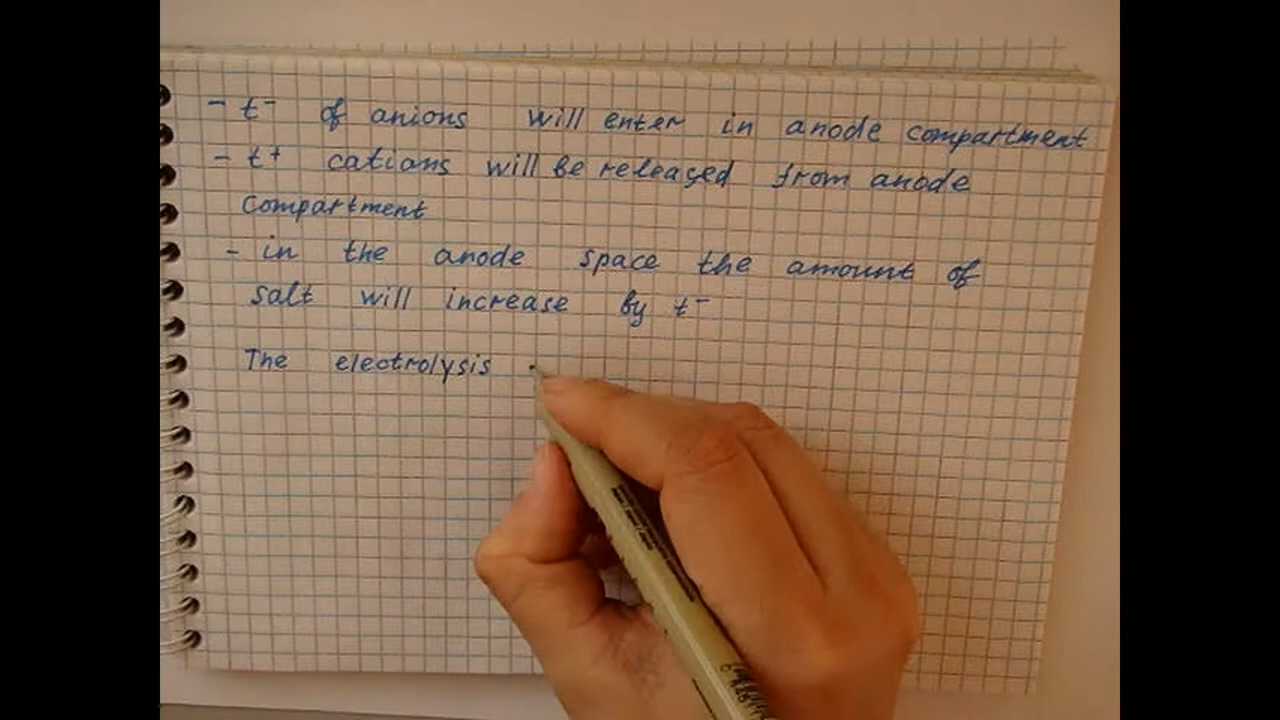 - t⁻ of anions will enter in anode compartment
- t⁺ cations will be released from anode
compartment
- in the anode space the amount of
salt will increase by t⁻
The electrolysis